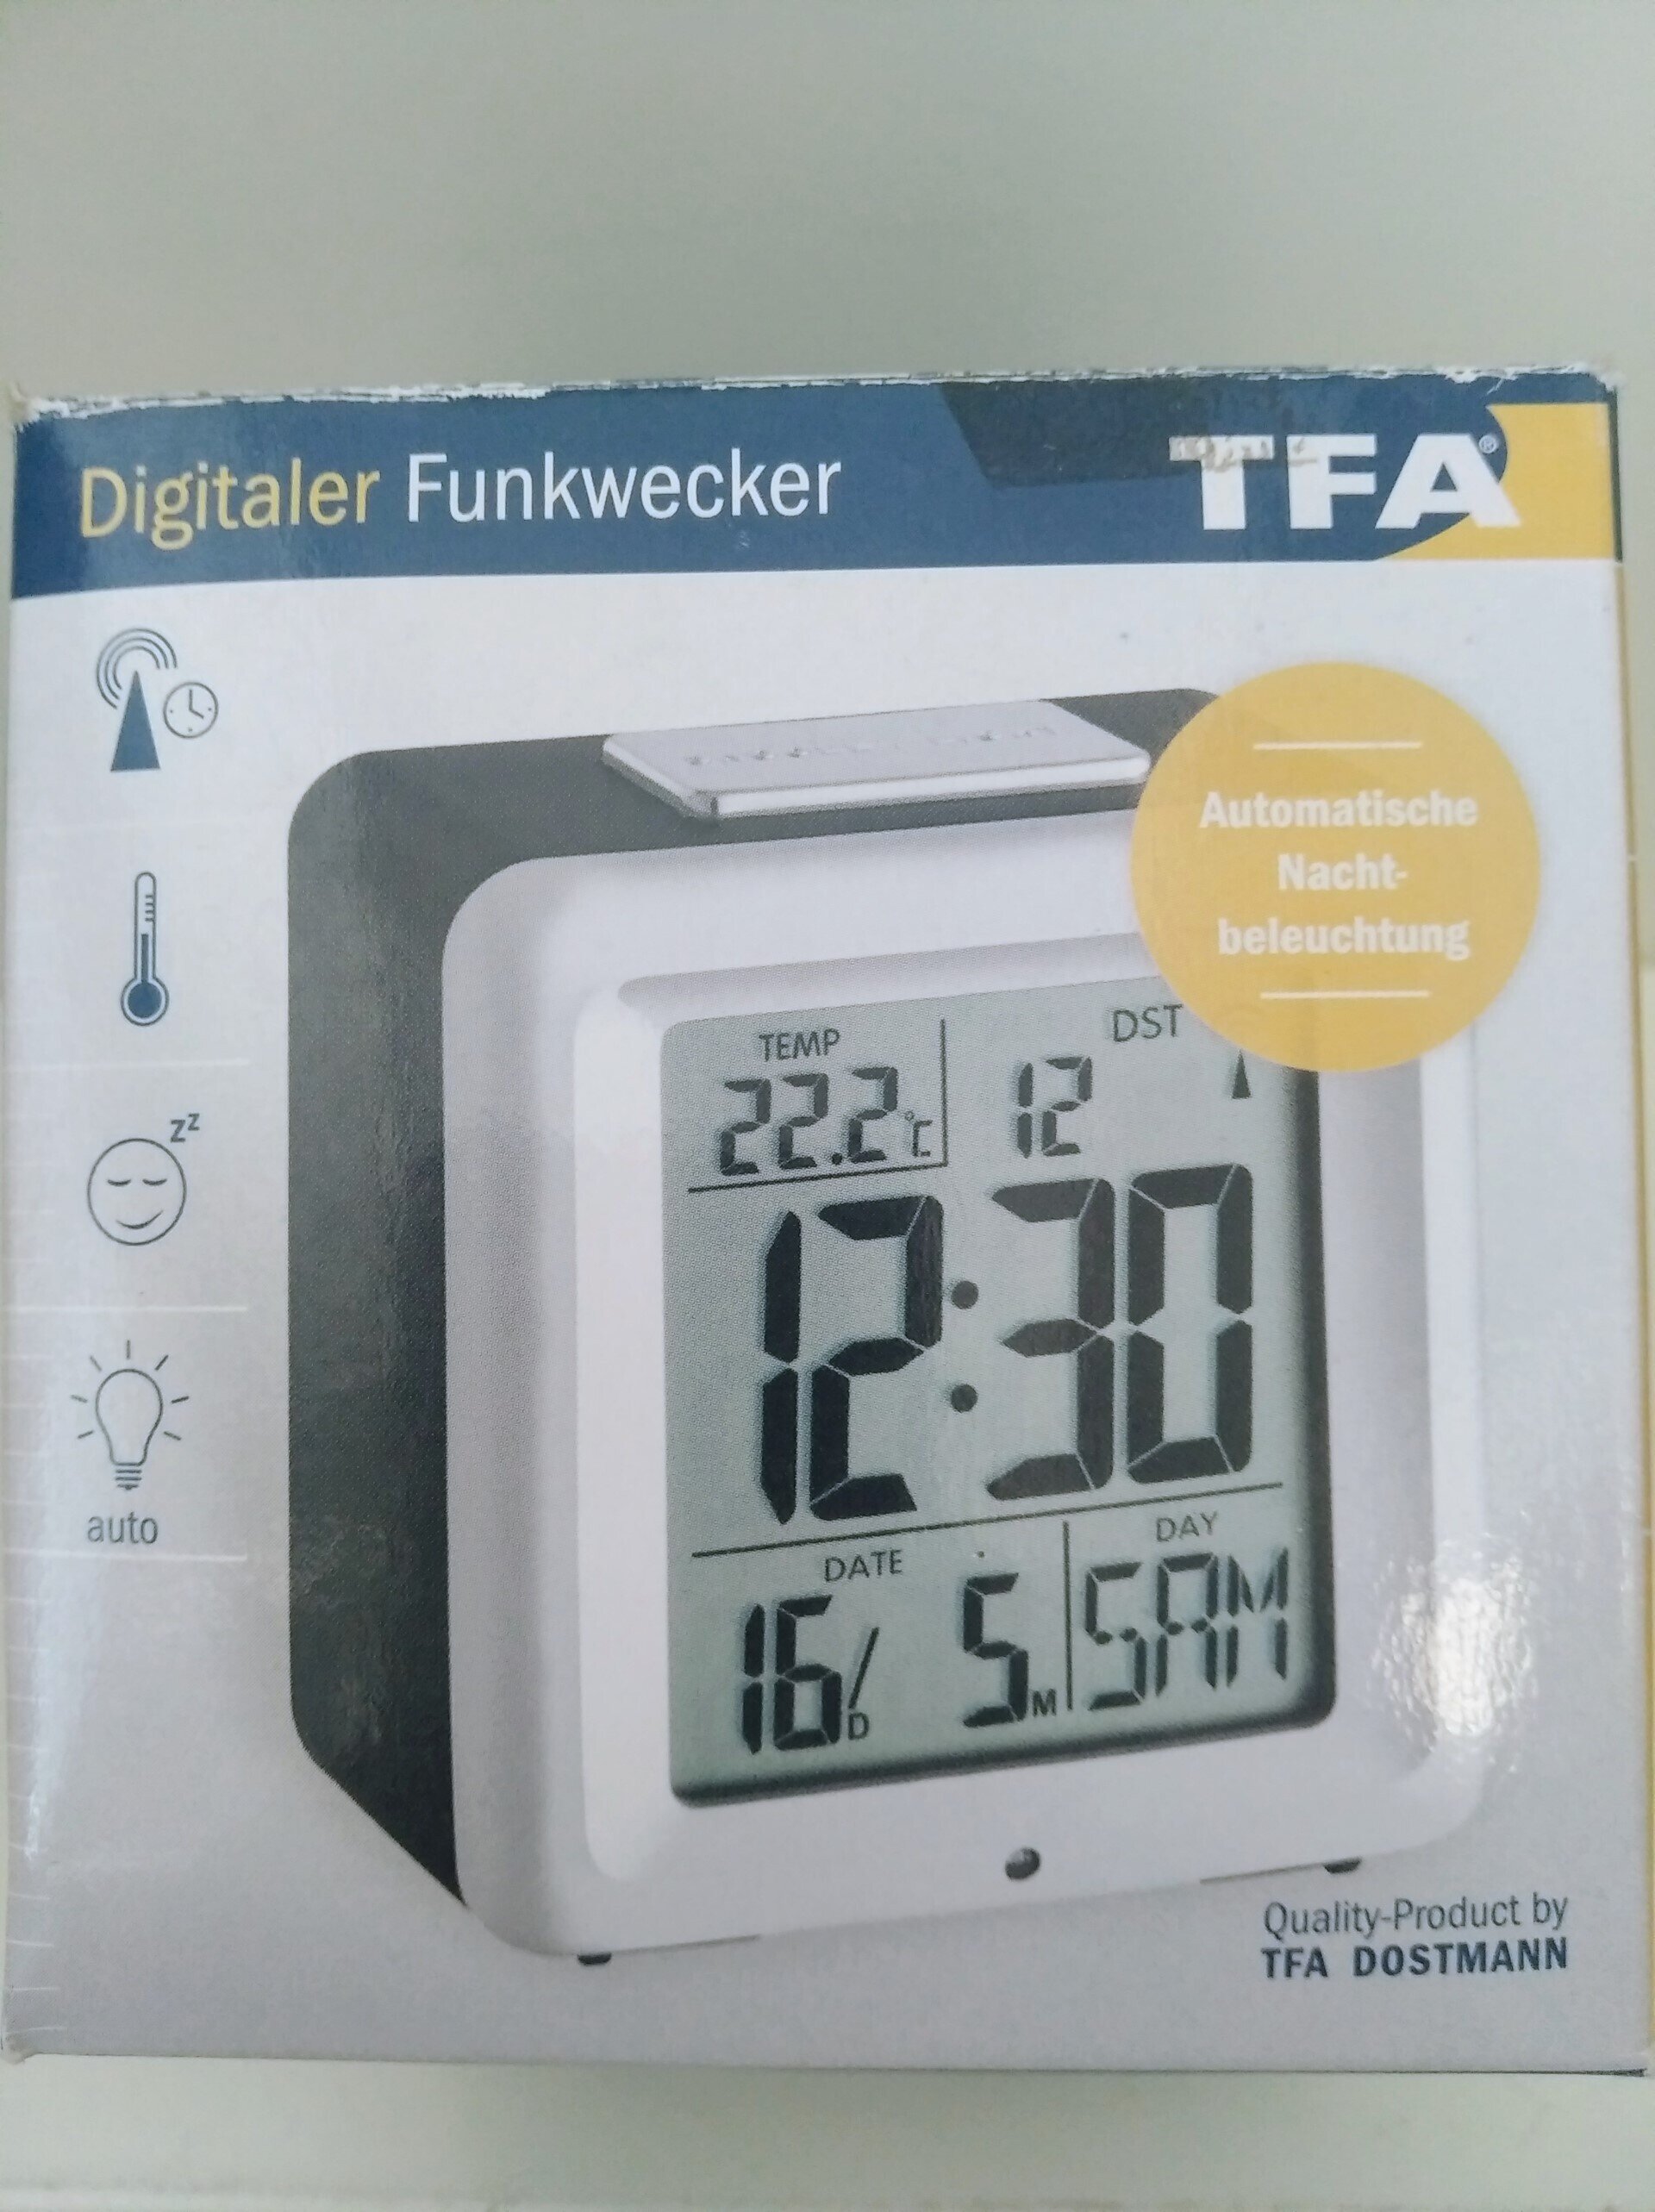 Digitaler Funkwecker
TFA®
zz
auto
Automatische
Nacht-
beleuchtung
TEMP
22.2°C
DST
12
12:30
DATE
16/D 5M
DAY
SAM
Quality-Product by
TFA DOSTMANN